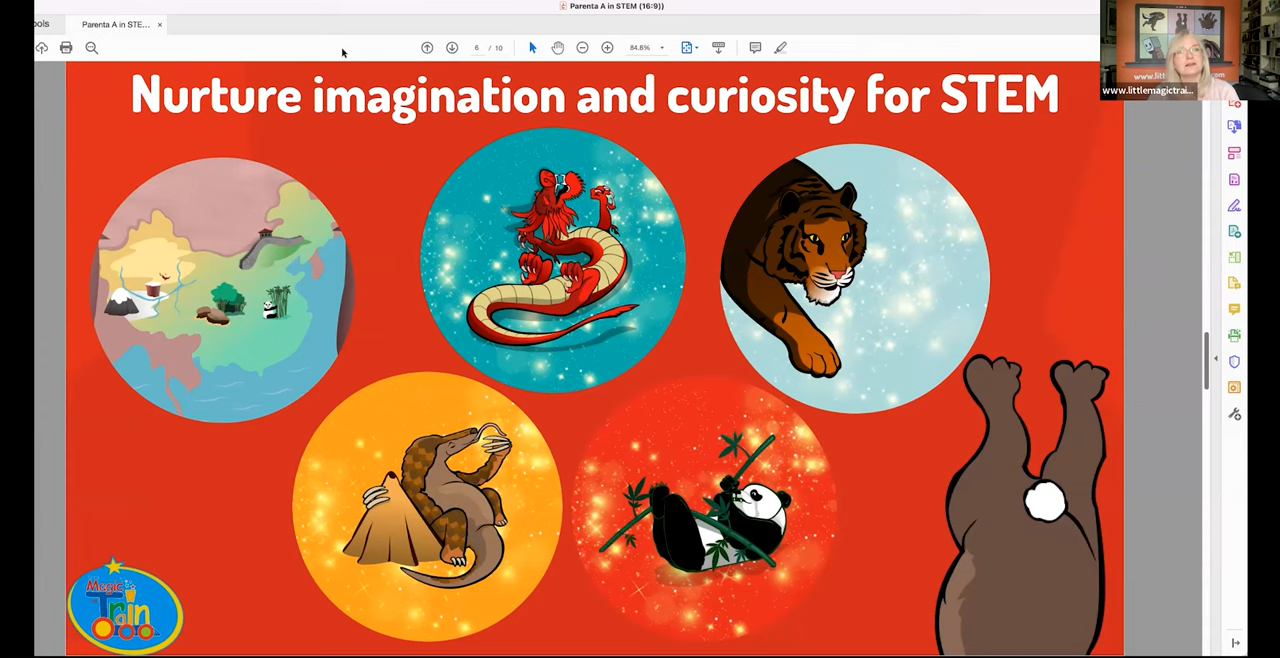 Parenta A in STEM (16:9))
ools
Parenta A in STE...
6 / 10
84.8%
www.littlemagictrai...
Nurture imagination and curiosity for STEM
Magic
Train